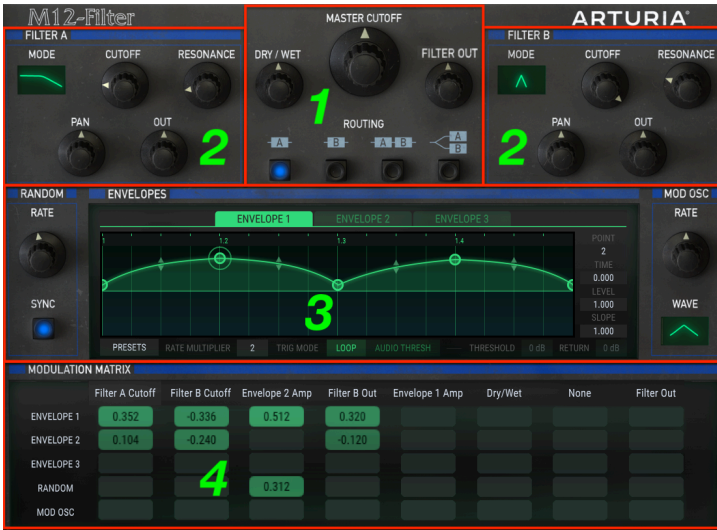 M12-Filter
ARTURIA
FILTER A
MODE
CUTOFF
RESONANCE
PAN
OUT
2
MASTER CUTOFF
DRY / WET
FILTER OUT
1
ROUTING
A
B
A B
A
B
FILTER B
MODE
CUTOFF
RESONANCE
PAN
OUT
2
RANDOM
RATE
SYNC
ENVELOPES
ENVELOPE 1 ENVELOPE 2 ENVELOPE 3
1 1.2 1.3 1.4
3
POINT
2
TIME
0.000
LEVEL
1.000
SLOPE
1.000
PRESETS RATE MULTIPLIER 2 TRIG MODE LOOP AUDIO THRESH THRESHOLD 0 dB RETURN 0 dB
MOD OSC
RATE
WAVE
MODULATION MATRIX
Filter A Cutoff Filter B Cutoff Envelope 2 Amp Filter B Out Envelope 1 Amp Dry/Wet None Filter Out
ENVELOPE 1 0.352 -0.336 0.512 0.320
ENVELOPE 2 0.104 -0.240 -0.120
ENVELOPE 3
4
RANDOM 0.312
MOD OSC